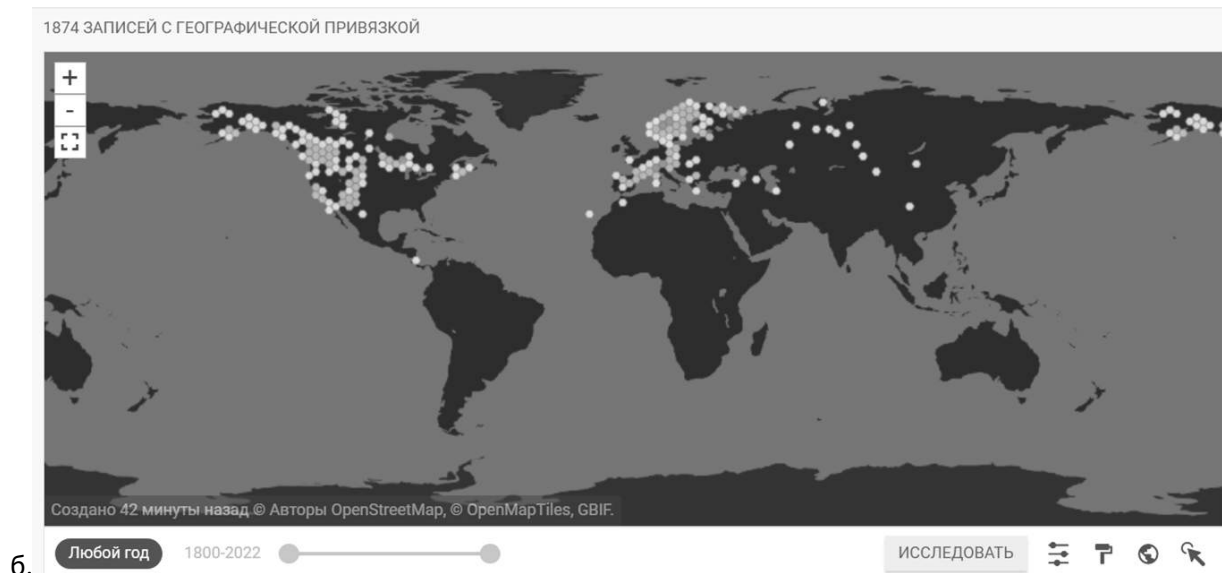 1874 ЗАПИСЕЙ С ГЕОГРАФИЧЕСКОЙ ПРИВЯЗКОЙ
+
-
Создано 42 минуты назад © Авторы OpenStreetMap, © OpenMapTiles, GBIF.
б.
Любой год 1800-2022 ИССЛЕДОВАТЬ